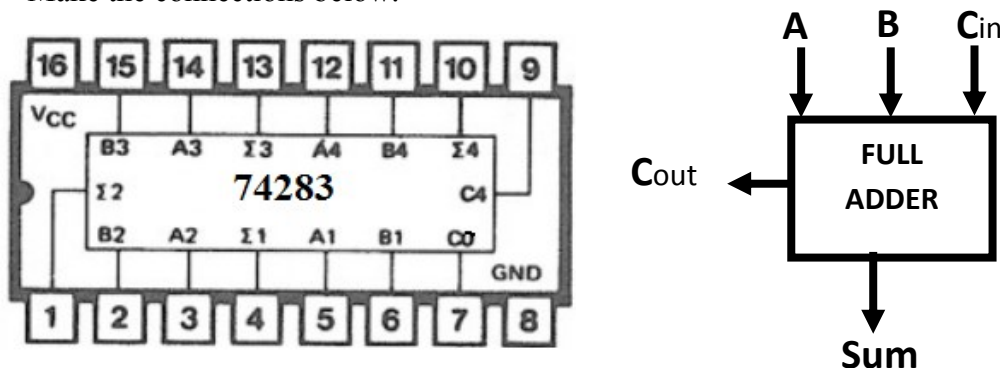 Make the connections below.
16 15 14 13 12 11 10 9
VCC
B3 A3 Σ3 A4 B4 Σ4
Σ2 74283 C4
B2 A2 Σ1 A1 B1 C0
GND
1 2 3 4 5 6 7 8
A B Cin
FULL
ADDER
Cout
Sum